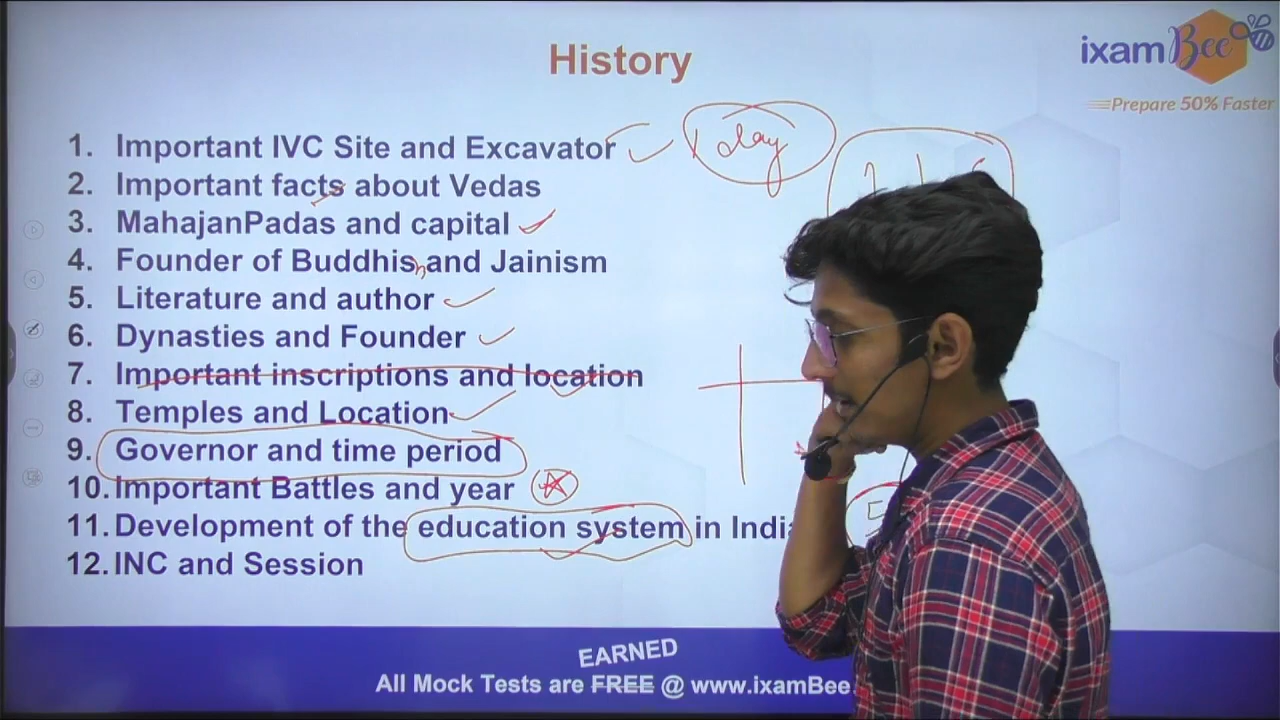 History
ixamBee
Prepare 50% Faster
1. Important IVC Site and Excavator
1 day
2. Important facts about Vedas
3. MahajanPadas and capital
4. Founder of Buddhis and Jainism
m
5. Literature and author
6. Dynasties and Founder
7. Important inscriptions and location
8. Temples and Location
9. Governor and time period
10. Important Battles and year
11. Development of the education system in India
12. INC and Session
EARNED
All Mock Tests are FREE @ www.ixamBee.